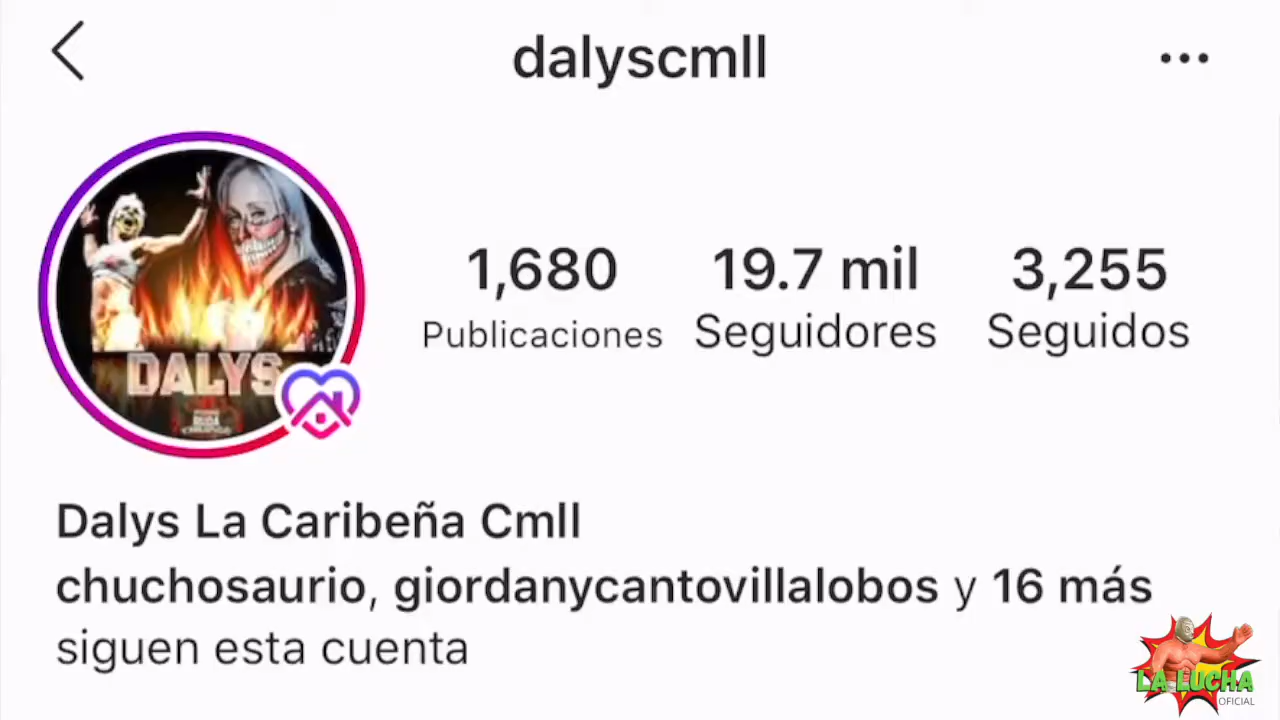 dalyscmll
1,680 19.7 mil 3,255
Publicaciones Seguidores Seguidos
DALYS
Dalys La Caribeña Cmll
chuchosaurio, giordanycantovillalobos y 16 más
siguen esta cuenta
LA LUCHA
OFICIAL